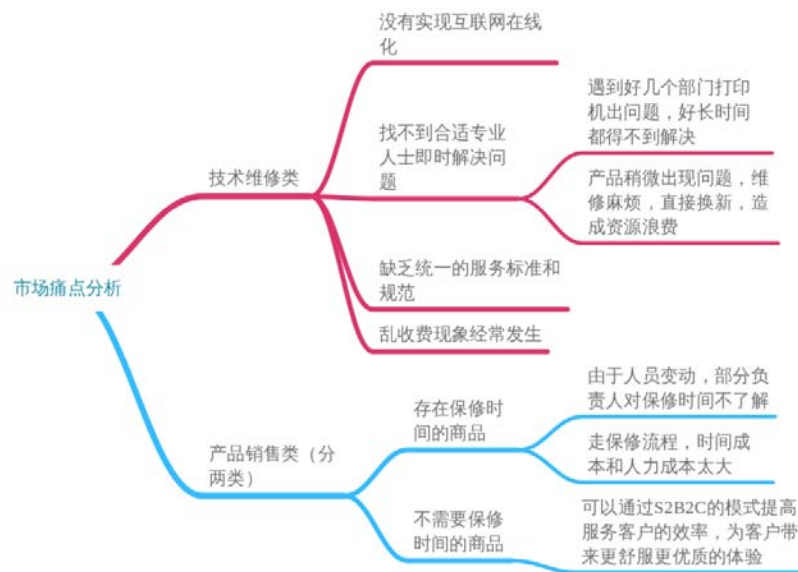 没有实现互联网在线
化
遇到好几个部门打印
机出问题，好长时间
都得不到解决
找不到合适专业
人士即时解决问
题
技术维修类
产品稍微出现问题，维
修麻烦，直接换新，造
成资源浪费
缺乏统一的服务标准和
规范
市场痛点分析
乱收费现象经常发生
由于人员变动，部分负
责人对保修时间不了解
存在保修时
间的商品
走保修流程，时间成
本和人力成本太大
产品销售类（分
两类）
不需要保修
时间的商品
可以通过S2B2C的模式提高
服务客户的效率，为客户带
来更舒服更优质的体验